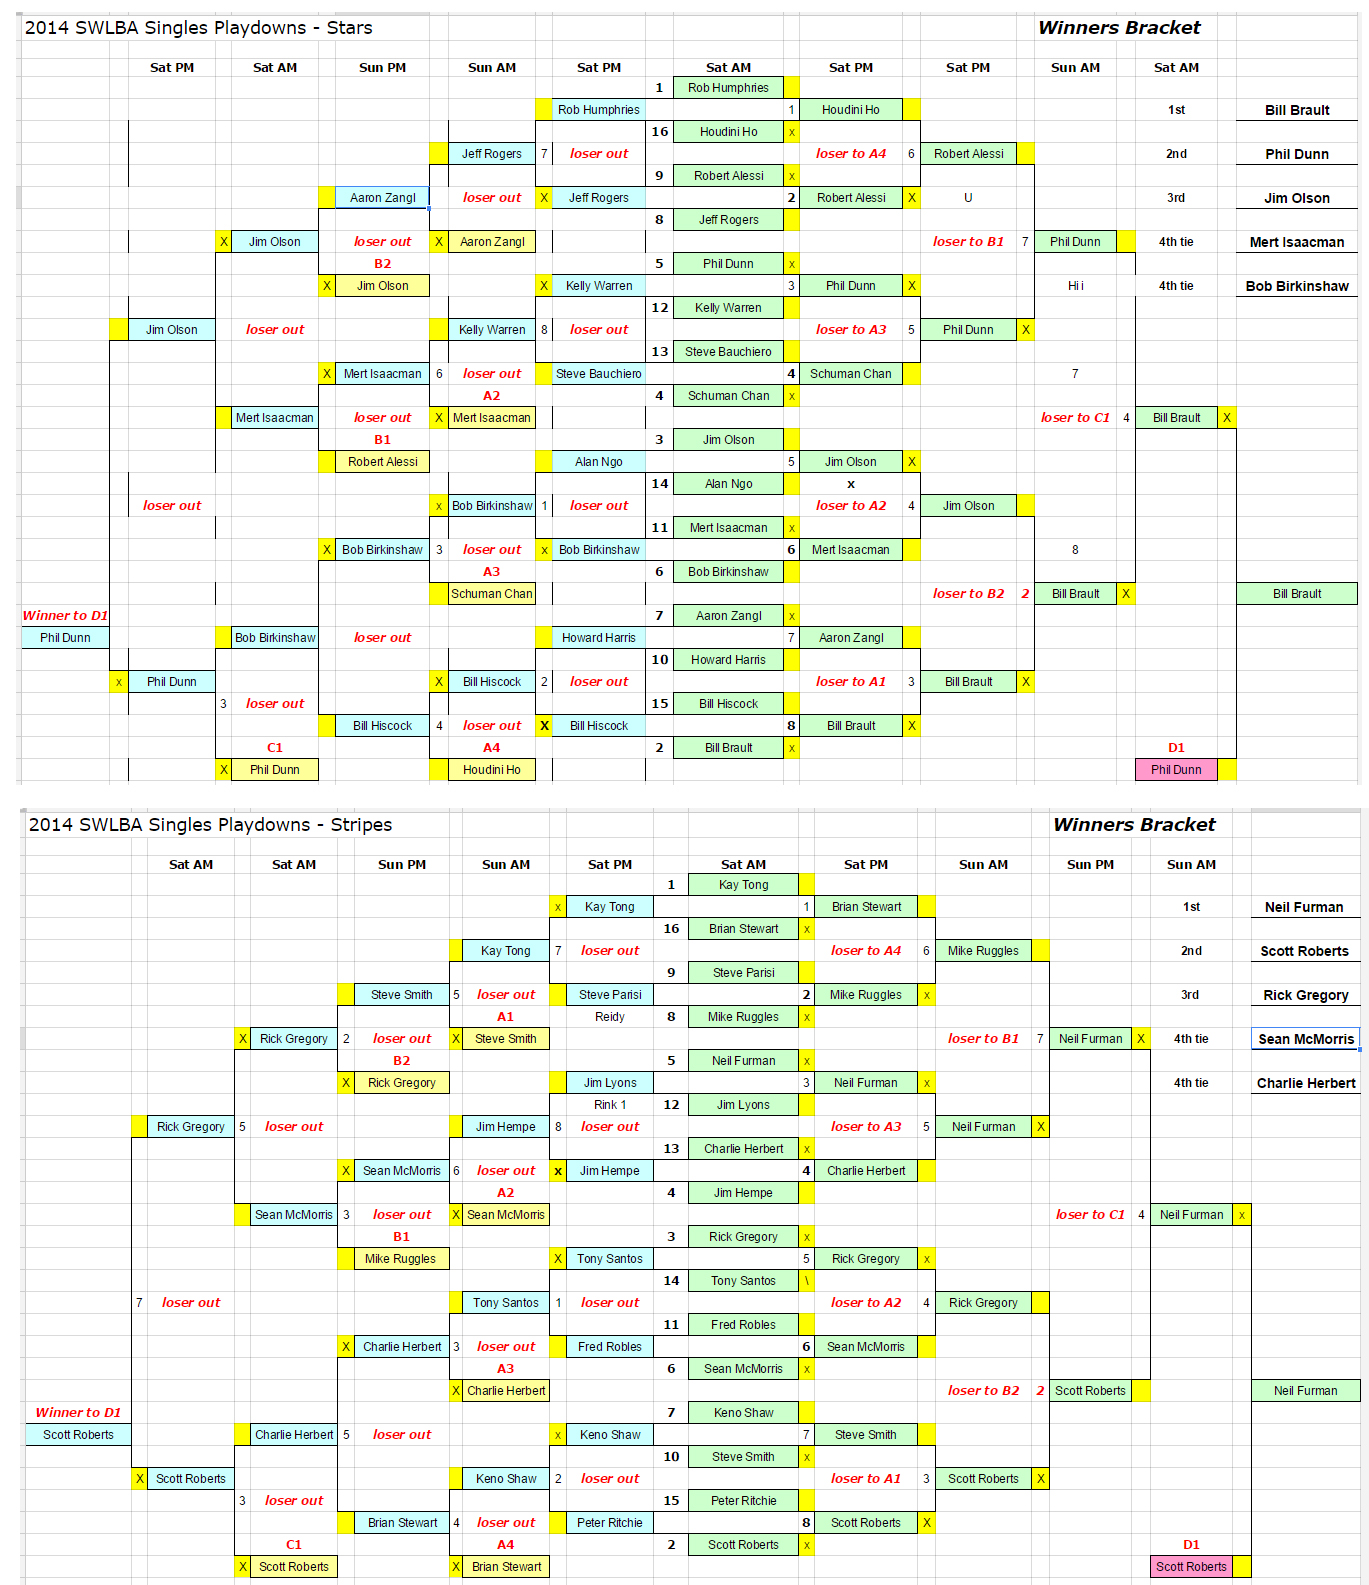 2014 SWLBA Singles Playdowns - Stars Winners Bracket
Sat PM Sat AM Sun PM Sun AM Sat PM Sat AM Sat PM Sat PM Sun AM Sat AM
1 Rob Humphries
Rob Humphries 1 Houdini Ho 1st Bill Brault
16 Houdini Ho x
Jeff Rogers 7 loser out loser to A4 6 Robert Alessi 2nd Phil Dunn
9 Robert Alessi x
Aaron Zangl loser out X Jeff Rogers 2 Robert Alessi X U 3rd Jim Olson
8 Jeff Rogers
X Jim Olson loser out X Aaron Zangl loser to B1 7 Phil Dunn 4th tie Mert Isaacman
B2 5 Phil Dunn x
X Jim Olson X Kelly Warren 3 Phil Dunn X Hi i 4th tie Bob Birkinshaw
12 Kelly Warren
Jim Olson loser out Kelly Warren 8 loser out loser to A3 5 Phil Dunn X
13 Steve Bauchiero
X Mert Isaacman 6 loser out Steve Bauchiero 4 Schuman Chan 7
A2 4 Schuman Chan x
Mert Isaacman loser out X Mert Isaacman loser to C1 4 Bill Brault X
B1 3 Jim Olson
Robert Alessi Alan Ngo 5 Jim Olson X
14 Alan Ngo x
loser out x Bob Birkinshaw 1 loser out loser to A2 4 Jim Olson
11 Mert Isaacman x
X Bob Birkinshaw 3 loser out x Bob Birkinshaw 6 Mert Isaacman 8
A3 6 Bob Birkinshaw
Schuman Chan loser to B2 2 Bill Brault X Bill Brault
Winner to D1 7 Aaron Zangl x
Phil Dunn Bob Birkinshaw loser out Howard Harris 7 Aaron Zangl
10 Howard Harris
x Phil Dunn X Bill Hiscock 2 loser out loser to A1 3 Bill Brault X
3 loser out 15 Bill Hiscock
Bill Hiscock 4 loser out X Bill Hiscock 8 Bill Brault X
C1 A4 2 Bill Brault x D1
X Phil Dunn Houdini Ho Phil Dunn
2014 SWLBA Singles Playdowns - Stripes Winners Bracket
Sat AM Sat AM Sun PM Sun AM Sat PM Sat AM Sat PM Sun AM Sun PM Sun AM
1 Kay Tong
x Kay Tong 1 Brian Stewart 1st Neil Furman
16 Brian Stewart x
Kay Tong 7 loser out loser to A4 6 Mike Ruggles 2nd Scott Roberts
9 Steve Parisi
Steve Smith 5 loser out Steve Parisi 2 Mike Ruggles x 3rd Rick Gregory
A1 Reidy 8 Mike Ruggles x
X Rick Gregory 2 loser out X Steve Smith loser to B1 7 Neil Furman X 4th tie Sean McMorris
B2 5 Neil Furman x
X Rick Gregory Jim Lyons 3 Neil Furman x 4th tie Charlie Herbert
Rink 1 12 Jim Lyons
Rick Gregory 5 loser out Jim Hempe 8 loser out loser to A3 5 Neil Furman X
13 Charlie Herbert x
X Sean McMorris 6 loser out x Jim Hempe 4 Charlie Herbert
A2 4 Jim Hempe
Sean McMorris 3 loser out X Sean McMorris loser to C1 4 Neil Furman x
B1 3 Rick Gregory x
Mike Ruggles X Tony Santos 5 Rick Gregory x
14 Tony Santos \
7 loser out Tony Santos 1 loser out loser to A2 4 Rick Gregory
11 Fred Robles
X Charlie Herbert 3 loser out Fred Robles 6 Sean McMorris
A3 6 Sean McMorris x
X Charlie Herbert loser to B2 2 Scott Roberts Neil Furman
Winner to D1 7 Keno Shaw
Scott Roberts Charlie Herbert 5 loser out x Keno Shaw 7 Steve Smith
10 Steve Smith x
X Scott Roberts Keno Shaw 2 loser out loser to A1 3 Scott Roberts X
3 loser out 15 Peter Ritchie
Brian Stewart 4 loser out Peter Ritchie 8 Scott Roberts X
C1 A4 2 Scott Roberts x D1
X Scott Roberts X Brian Stewart Scott Roberts